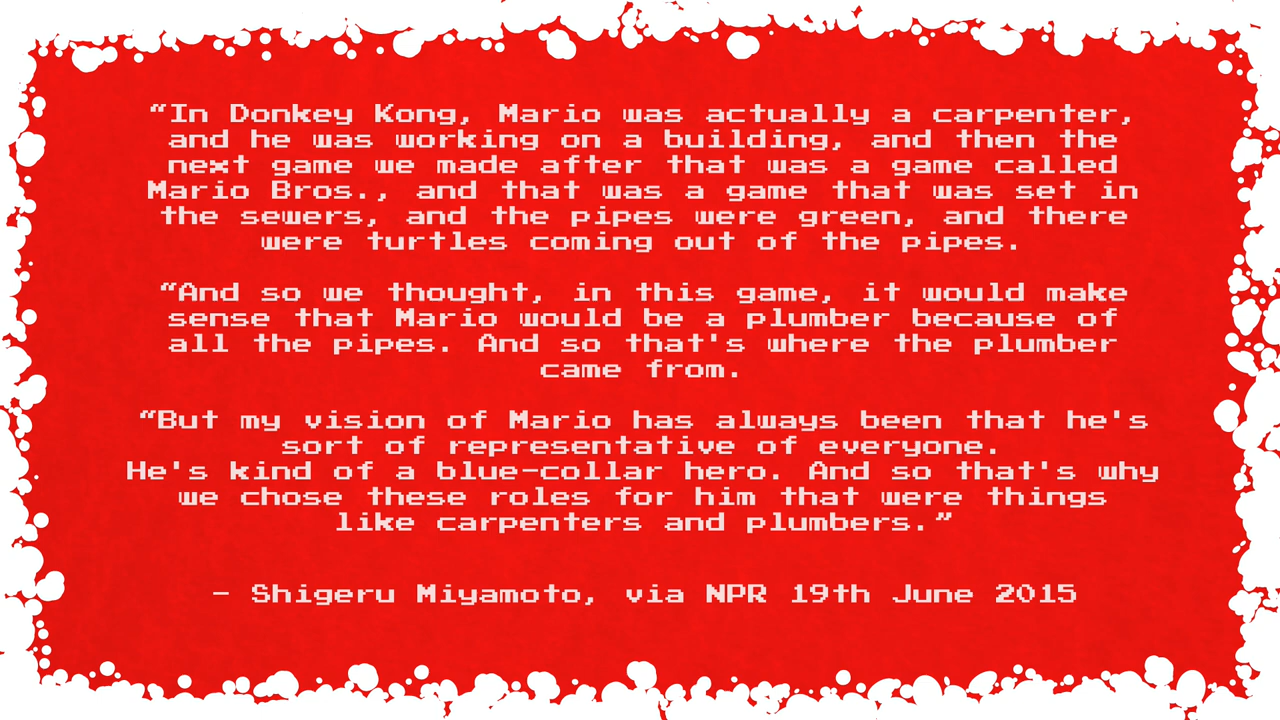 “In Donkey Kong, Mario was actually a carpenter,
and he was working on a building, and then the
next game we made after that was a game called
Mario Bros., and that was a game that was set in
the sewers, and the pipes were green, and there
were turtles coming out of the pipes.
“And so we thought, in this game, it would make
sense that Mario would be a plumber because of
all the pipes. And so that's where the plumber
came from.
“But my vision of Mario has always been that he's
sort of representative of everyone.
He's kind of a blue-collar hero. And so that's why
we chose these roles for him that were things
like carpenters and plumbers.”
- Shigeru Miyamoto, via NPR 19th June 2015